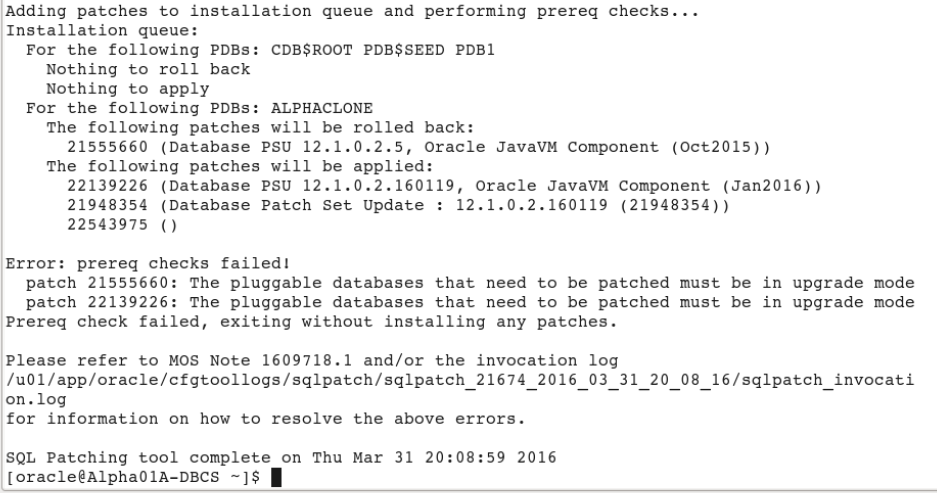 Adding patches to installation queue and performing prereq checks...
Installation queue:
  For the following PDBs: CDB$ROOT PDB$SEED PDB1
    Nothing to roll back
    Nothing to apply
  For the following PDBs: ALPHACLONE
    The following patches will be rolled back:
      21555660 (Database PSU 12.1.0.2.5, Oracle JavaVM Component (Oct2015))
    The following patches will be applied:
      22139226 (Database PSU 12.1.0.2.160119, Oracle JavaVM Component (Jan2016))
      21948354 (Database Patch Set Update : 12.1.0.2.160119 (21948354))
      22543975 ()

Error: prereq checks failed!
  patch 21555660: The pluggable databases that need to be patched must be in upgrade mode
  patch 22139226: The pluggable databases that need to be patched must be in upgrade mode
Prereq check failed, exiting without installing any patches.

Please refer to MOS Note 1609718.1 and/or the invocation log
/u01/app/oracle/cfgtoollogs/sqlpatch/sqlpatch_21674_2016_03_31_20_08_16/sqlpatch_invocati
on.log
for information on how to resolve the above errors.

SQL Patching tool complete on Thu Mar 31 20:08:59 2016
[oracle@Alpha01A-DBCS ~]$